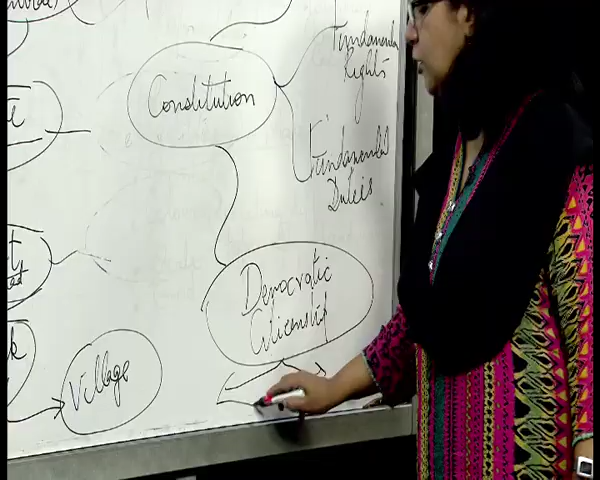 Fundamental
Rights
Constitution
Fundamental
Duties
Democratic
Citizenship
Village